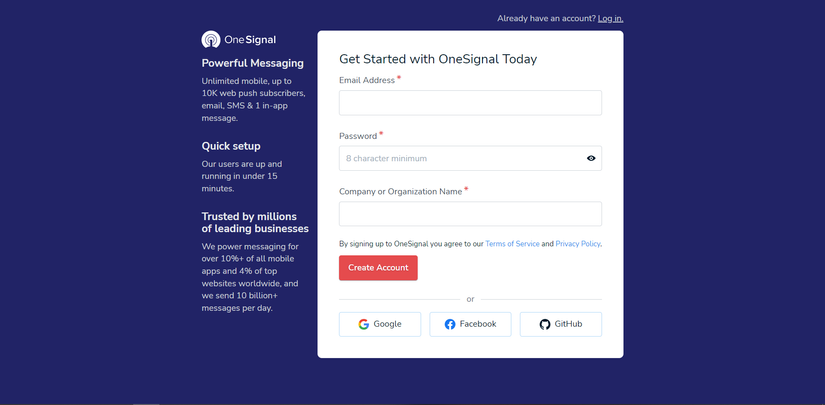 Already have an account? Log in.
OneSignal
Powerful Messaging
Unlimited mobile, up to
10K web push subscribers,
email, SMS & 1 in-app
message.
Quick setup
Our users are up and
running in under 15
minutes.
Trusted by millions
of leading businesses
We power messaging for
over 10%+ of all mobile
apps and 4% of top
websites worldwide, and
we send 10 billion+
messages per day.
Get Started with OneSignal Today
Email Address *
Password *
8 character minimum
Company or Organization Name *
By signing up to OneSignal you agree to our Terms of Service and Privacy Policy.
Create Account
or
Google
Facebook
GitHub